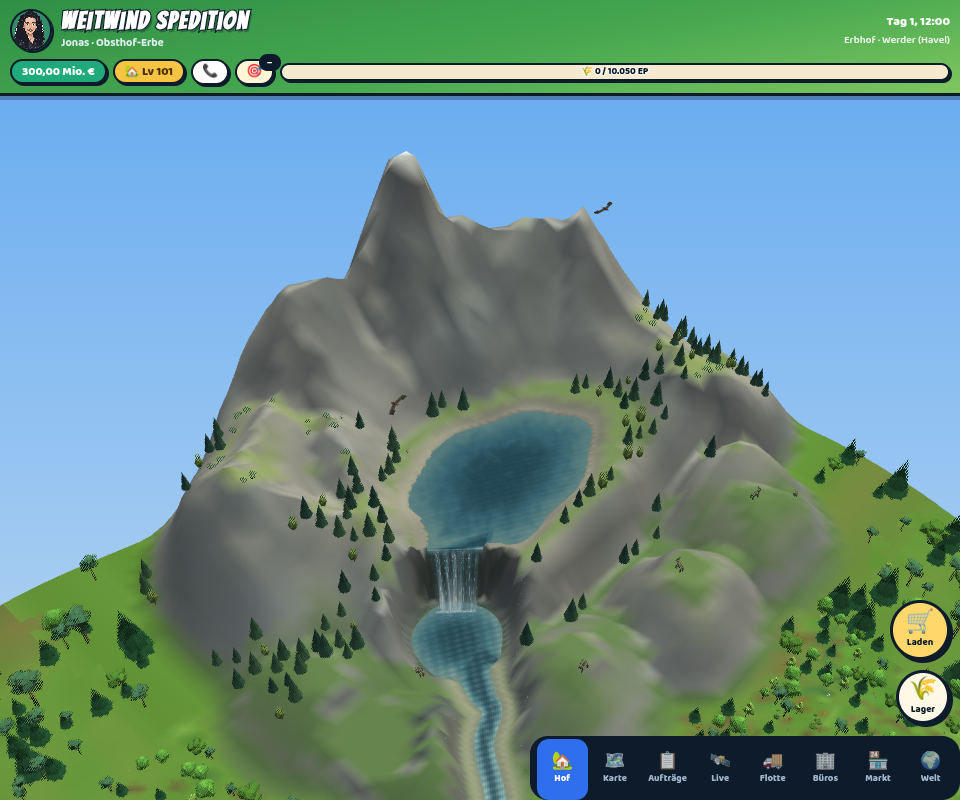 WEITWIND SPEDITION
Jonas · Obsthof-Erbe
Tag 1, 12:00
Erbhof · Werder (Havel)
300,00 Mio. €
Lv 101
–
0 / 10.050 EP
Laden
Lager
Hof
Karte
Aufträge
Live
Flotte
Büros
Markt
Welt